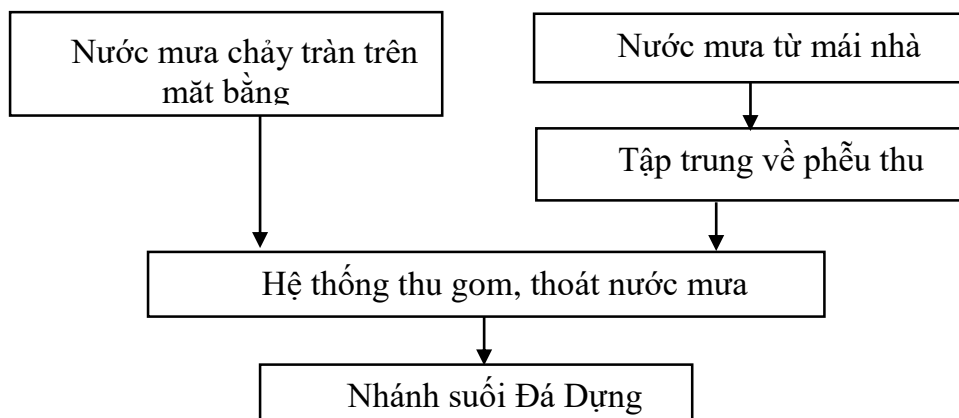 Nước mưa chảy tràn trên
mặt bằng
Nước mưa từ mái nhà
Tập trung về phễu thu
Hệ thống thu gom, thoát nước mưa
Nhánh suối Đá Dựng